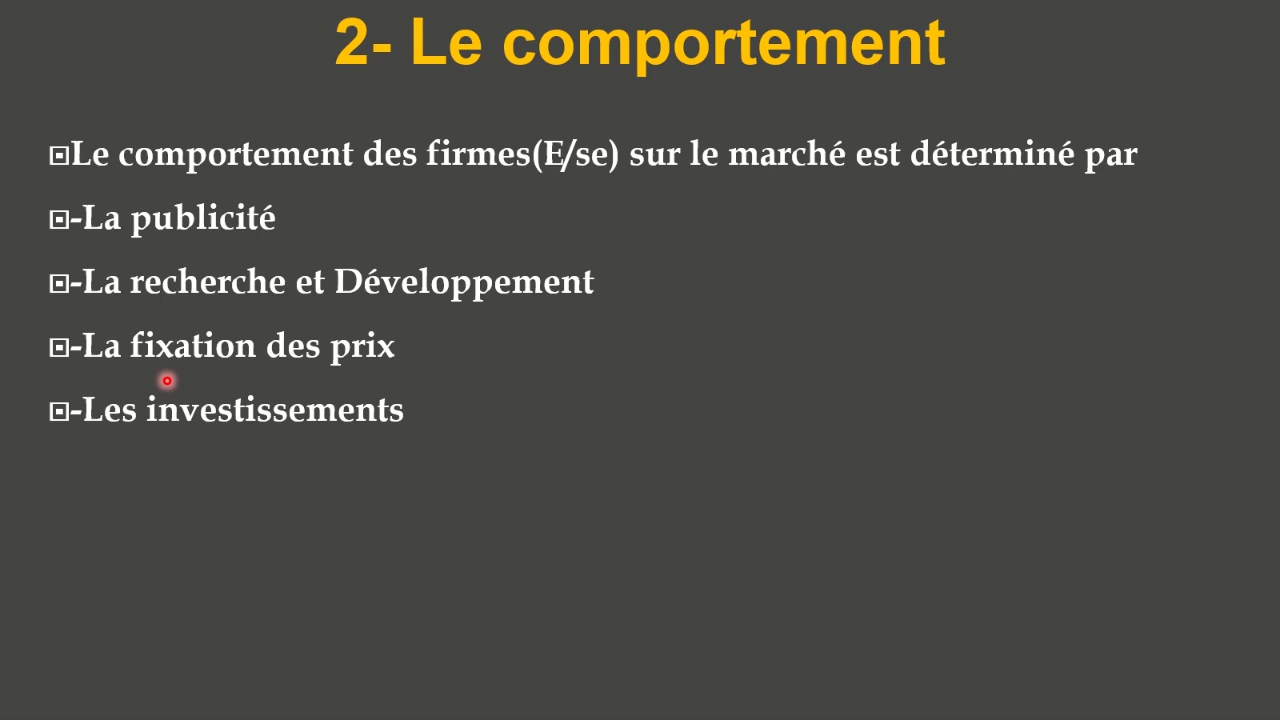 2- Le comportement
Le comportement des firmes(E/se) sur le marché est déterminé par
-La publicité
-La recherche et Développement
-La fixation des prix
-Les investissements